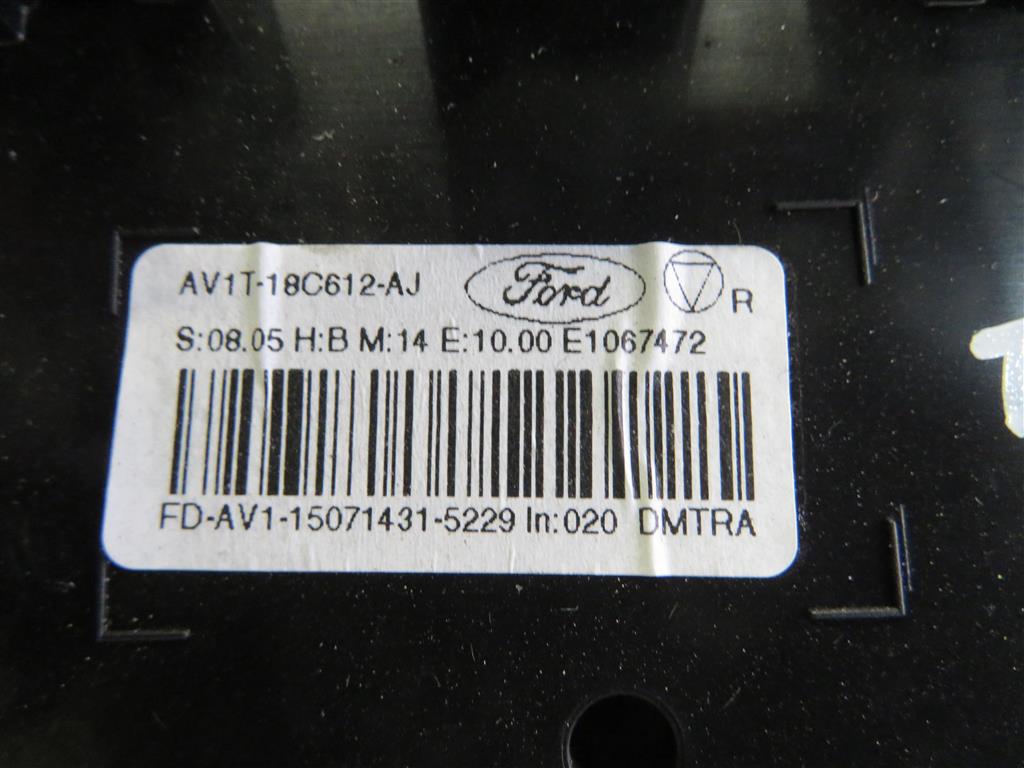 AV1T-18C612-AJ Ford R
S:08.05 H:B M:14 E:10.00 E1067472
FD-AV1-15071431-5229 In:020 DMTRA